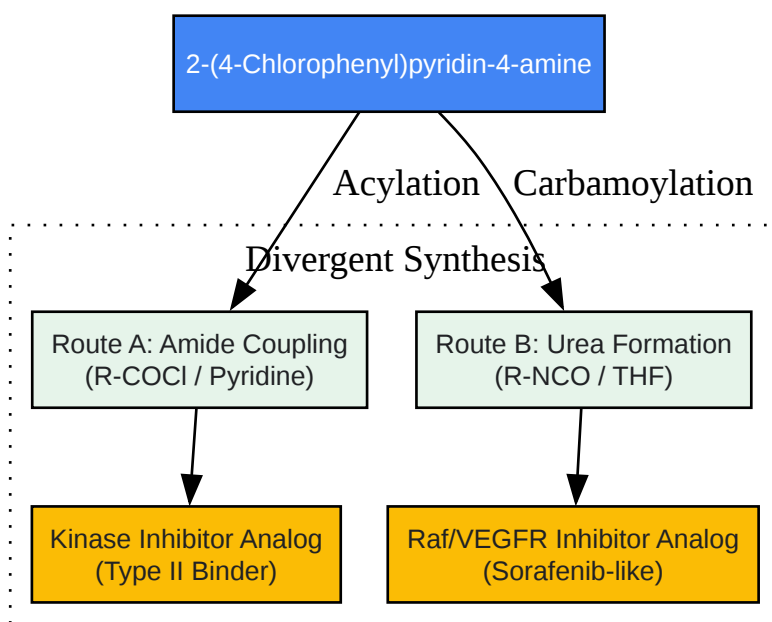 2-(4-Chlorophenyl)pyridin-4-amine
Acylation
Carbamoylation
Divergent Synthesis
Route A: Amide Coupling
(R-COCl / Pyridine)
Route B: Urea Formation
(R-NCO / THF)
Kinase Inhibitor Analog
(Type II Binder)
Raf/VEGFR Inhibitor Analog
(Sorafenib-like)